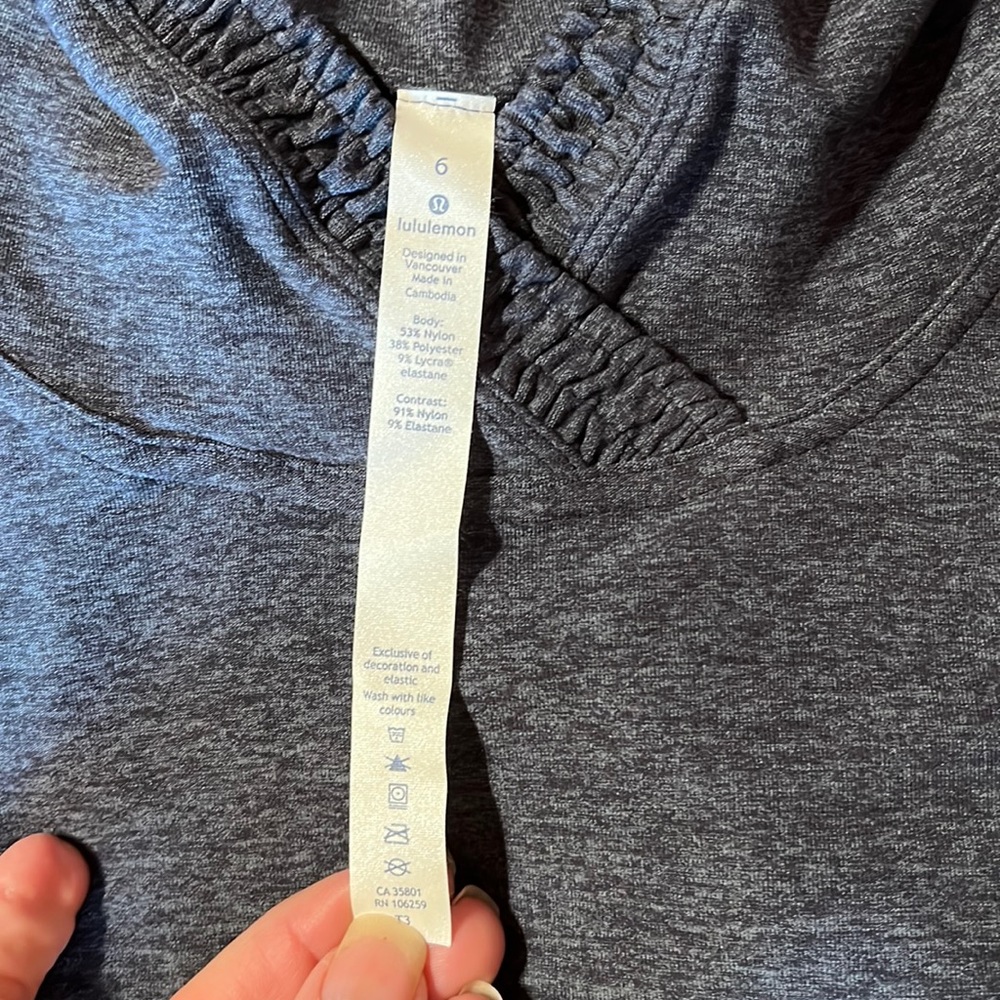 6
lululemon
Designed in
Vancouver
Made in
Cambodia
Body:
53% Nylon
38% Polyester
9% Lycra®
elastane
Contrast:
91% Nylon
9% Elastane
Exclusive of
decoration and
elastic
Wash with like
colours
CA 35801
RN 106259
T3